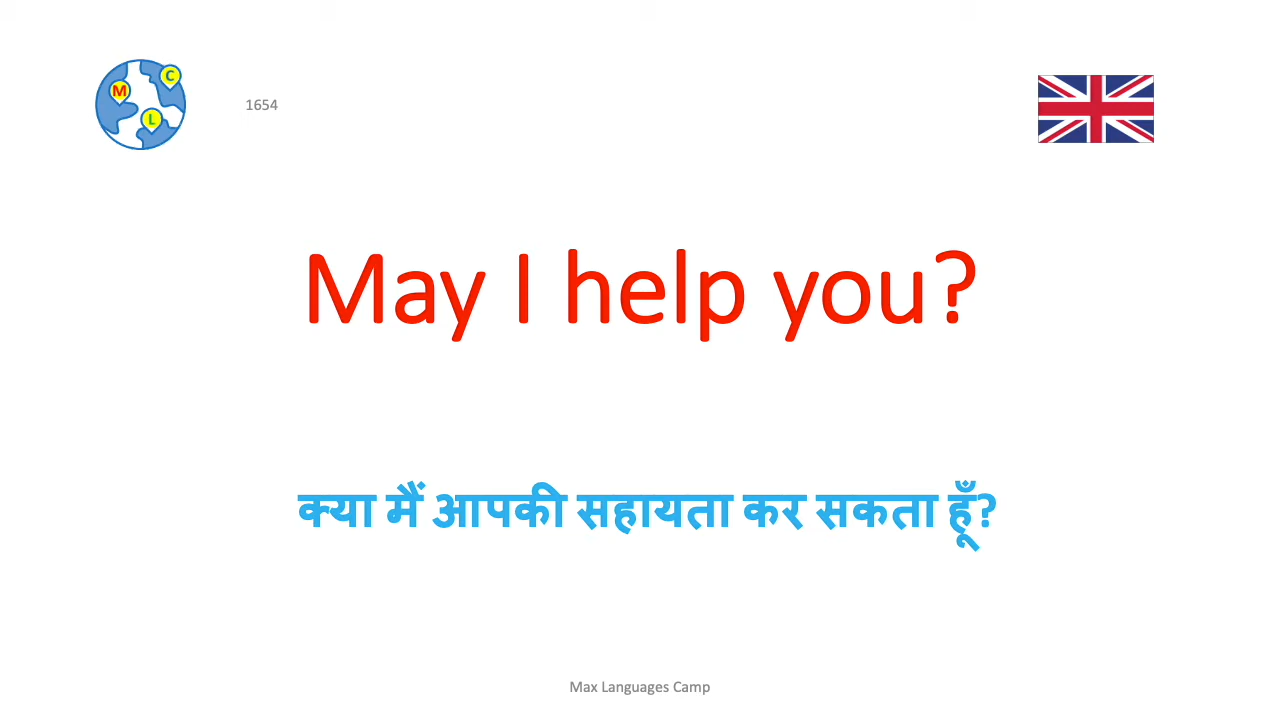 M
C
L
1654
May I help you?
क्या मैं आपकी सहायता कर सकता हूँ?
Max Languages Camp